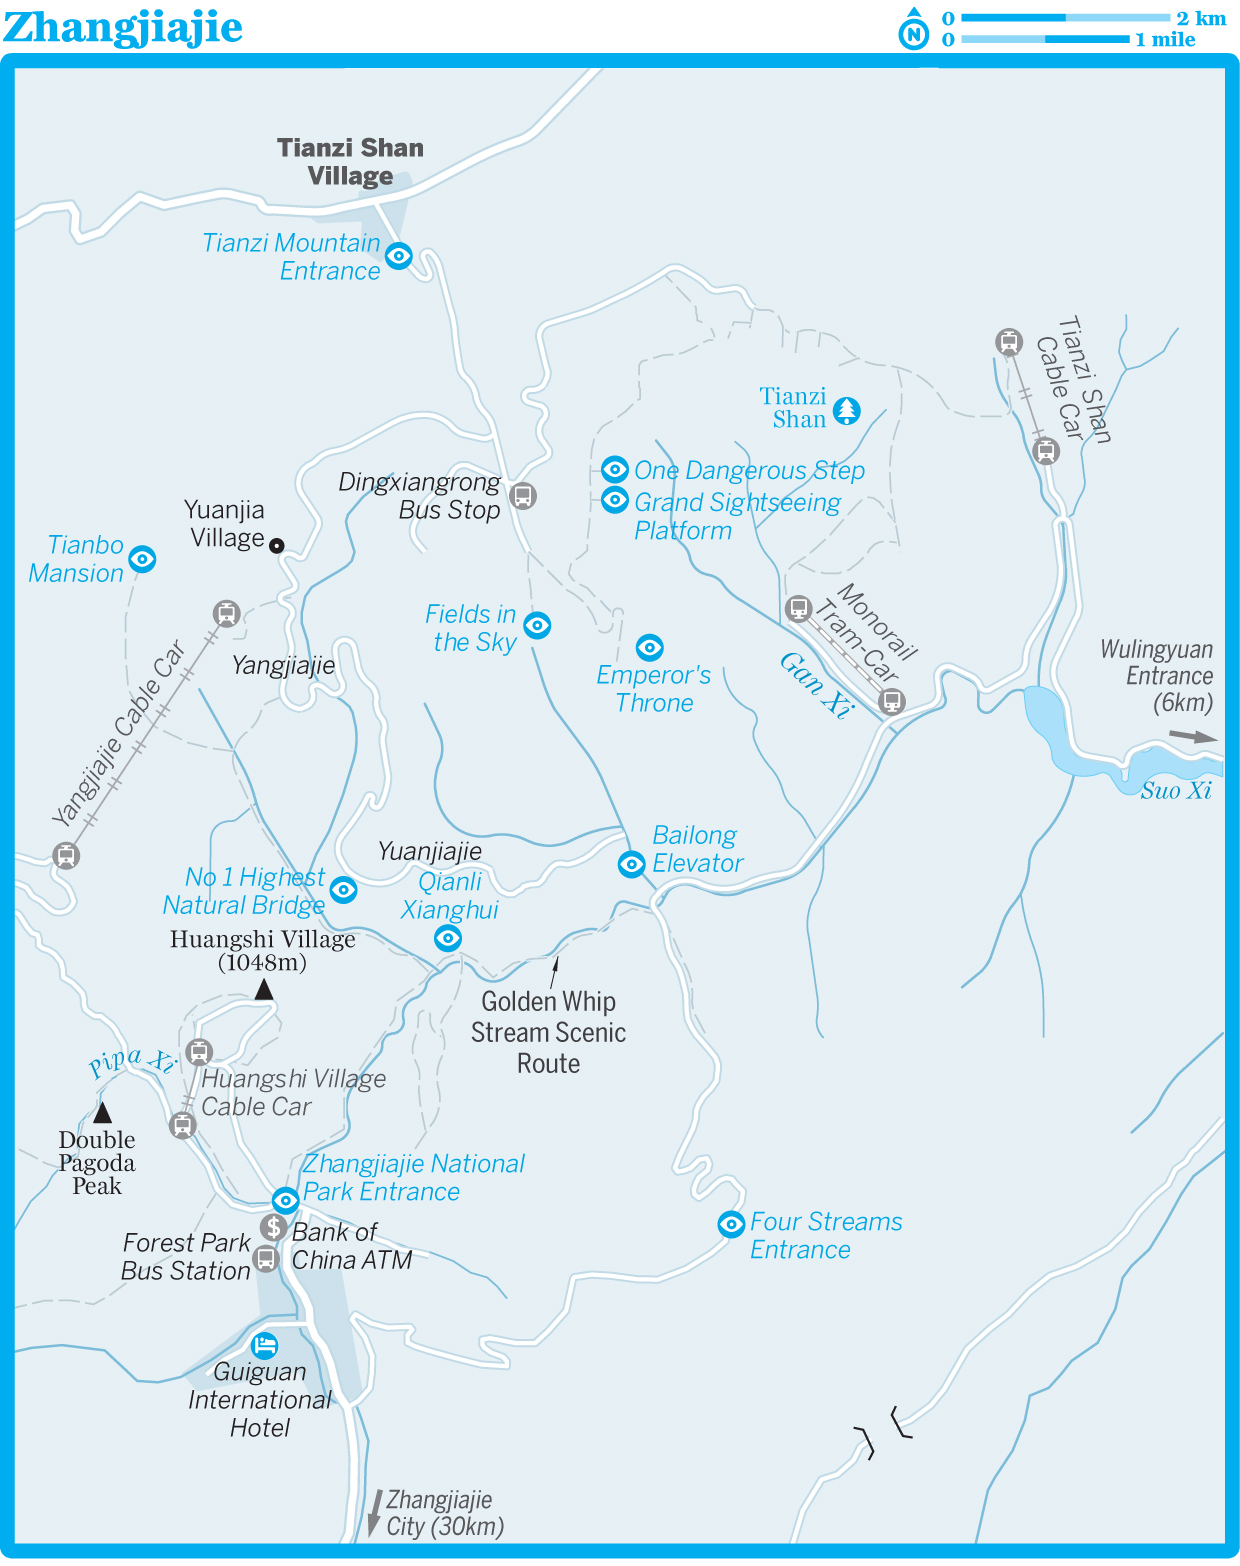 Zhangjiajie
0 2 km
N
0 1 mile
Tianzi Shan
Village
Tianzi Mountain
Entrance
Tianzi Shan
Cable Car
Tianzi
Shan
One Dangerous Step
Grand Sightseeing
Platform
Dingxiangrong
Bus Stop
Yuanjia
Village
Tianbo
Mansion
Fields in
the Sky
Monorail
Tram-Car
Gan Xi
Emperor's
Throne
Wulingyuan
Entrance
(6km)
Yangjiajie
Yangjiajie Cable Car
Suo Xi
Bailong
Elevator
Yuanjiajie
Qianli
Xianghui
No 1 Highest
Natural Bridge
Huangshi Village
(1048m)
Golden Whip
Stream Scenic
Route
Pipa Xi
Huangshi Village
Cable Car
Double
Pagoda
Peak
Zhangjiajie National
Park Entrance
$
Bank of
China ATM
Forest Park
Bus Station
Four Streams
Entrance
Guiguan
International
Hotel
Zhangjiajie
City (30km)